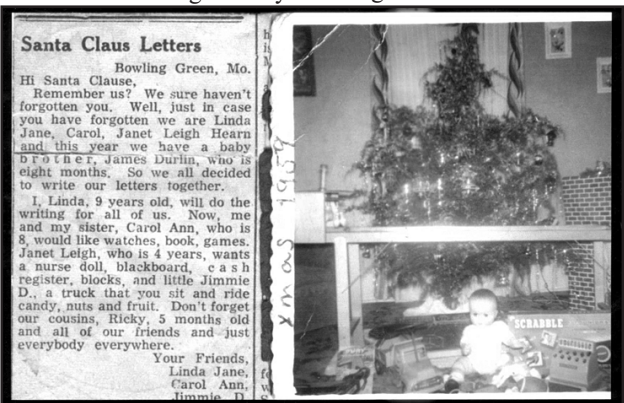 Santa Claus Letters
Bowling Green, Mo.
Hi Santa Clause,
Remember us? We sure haven't
forgotten you. Well, just in case
you have forgotten we are Linda
Jane, Carol, Janet Leigh Hearn
and this year we have a baby
brother, James Durlin, who is
eight months. So we all decided
to write our letters together.
I, Linda, 9 years old, will do the
writing for all of us. Now, me
and my sister, Carol Ann, who is
8, would like watches, book, games.
Janet Leigh, who is 4 years, wants
a nurse doll, blackboard, cash
register, blocks, and little Jimmie
D., a truck that you sit and ride
candy, nuts and fruit. Don't forget
our cousins, Ricky, 5 months old
and all of our friends and just
everybody everywhere.
Your Friends,
Linda Jane,
Carol Ann,
Jimmie D.
xmas 1959
SCRABBLE